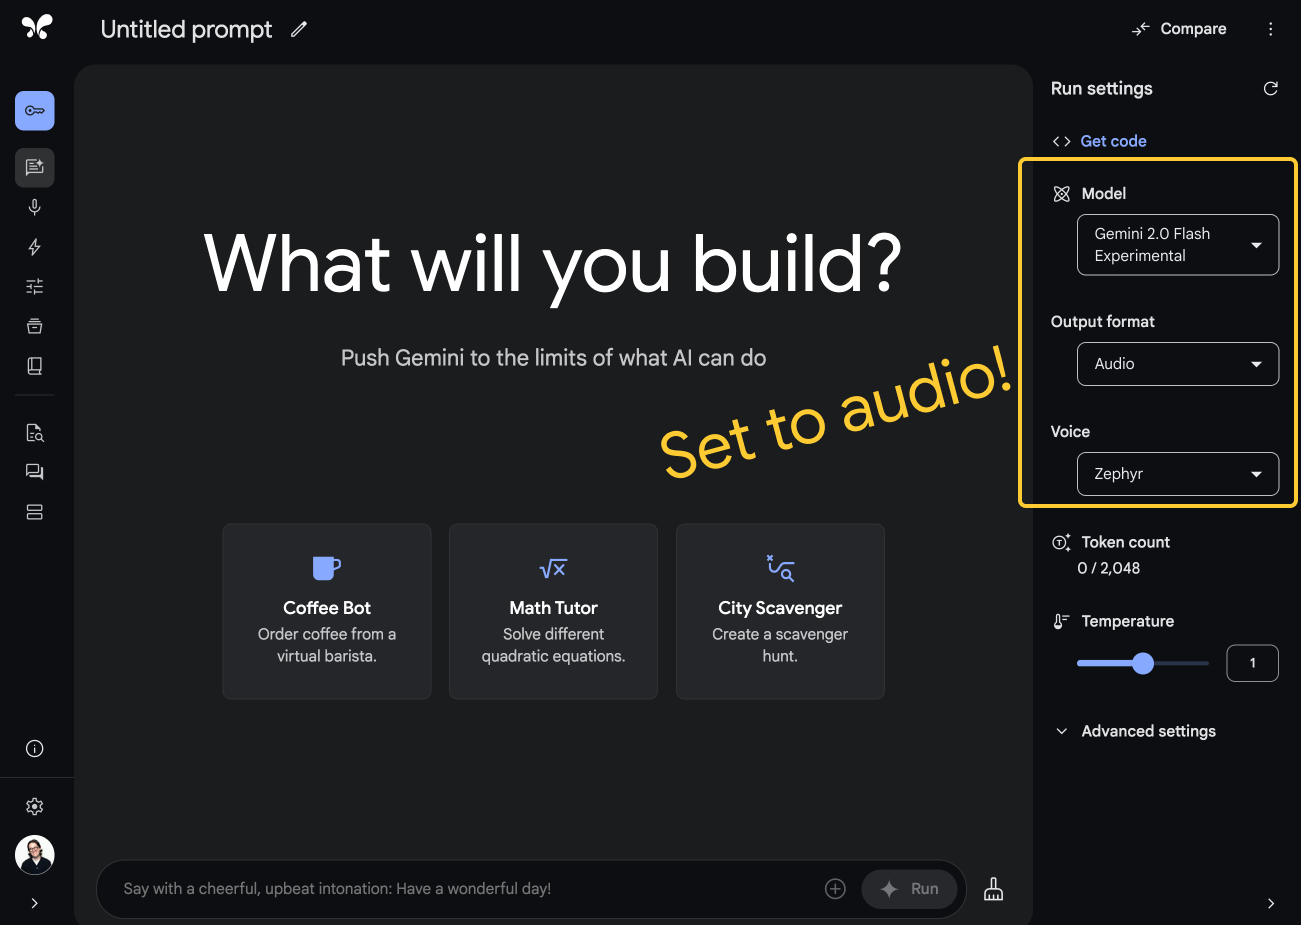 Untitled prompt
Compare
Run settings
Get code
Model
Gemini 2.0 Flash
Experimental
Output format
Audio
Voice
Zephyr
Token count
0 / 2,048
Temperature
1
Advanced settings
What will you build?
Push Gemini to the limits of what AI can do
Set to audio!
Coffee Bot
Order coffee from a
virtual barista.
Math Tutor
Solve different
quadratic equations.
City Scavenger
Create a scavenger
hunt.
Say with a cheerful, upbeat intonation: Have a wonderful day!
Run